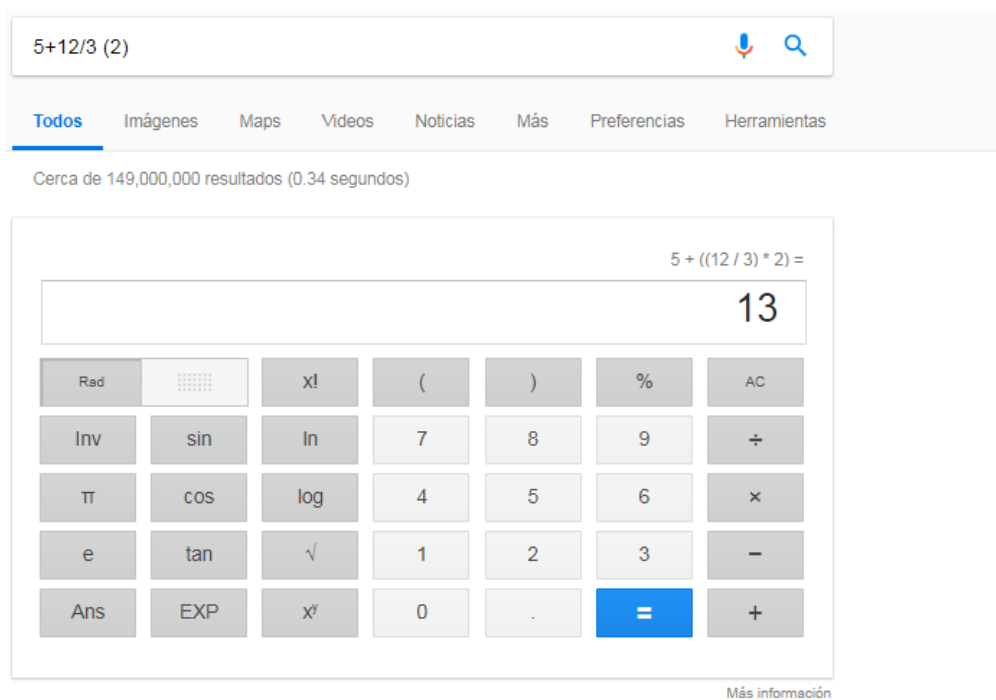 5+12/3 (2)
Todos Imágenes Maps Videos Noticias Más Preferencias Herramientas
Cerca de 149,000,000 resultados (0.34 segundos)
5 + ((12 / 3) * 2) =
13
Rad x! ( ) % AC
Inv sin ln 7 8 9 ÷
π cos log 4 5 6 ×
e tan √ 1 2 3 −
Ans EXP xʸ 0 . = +
Más información